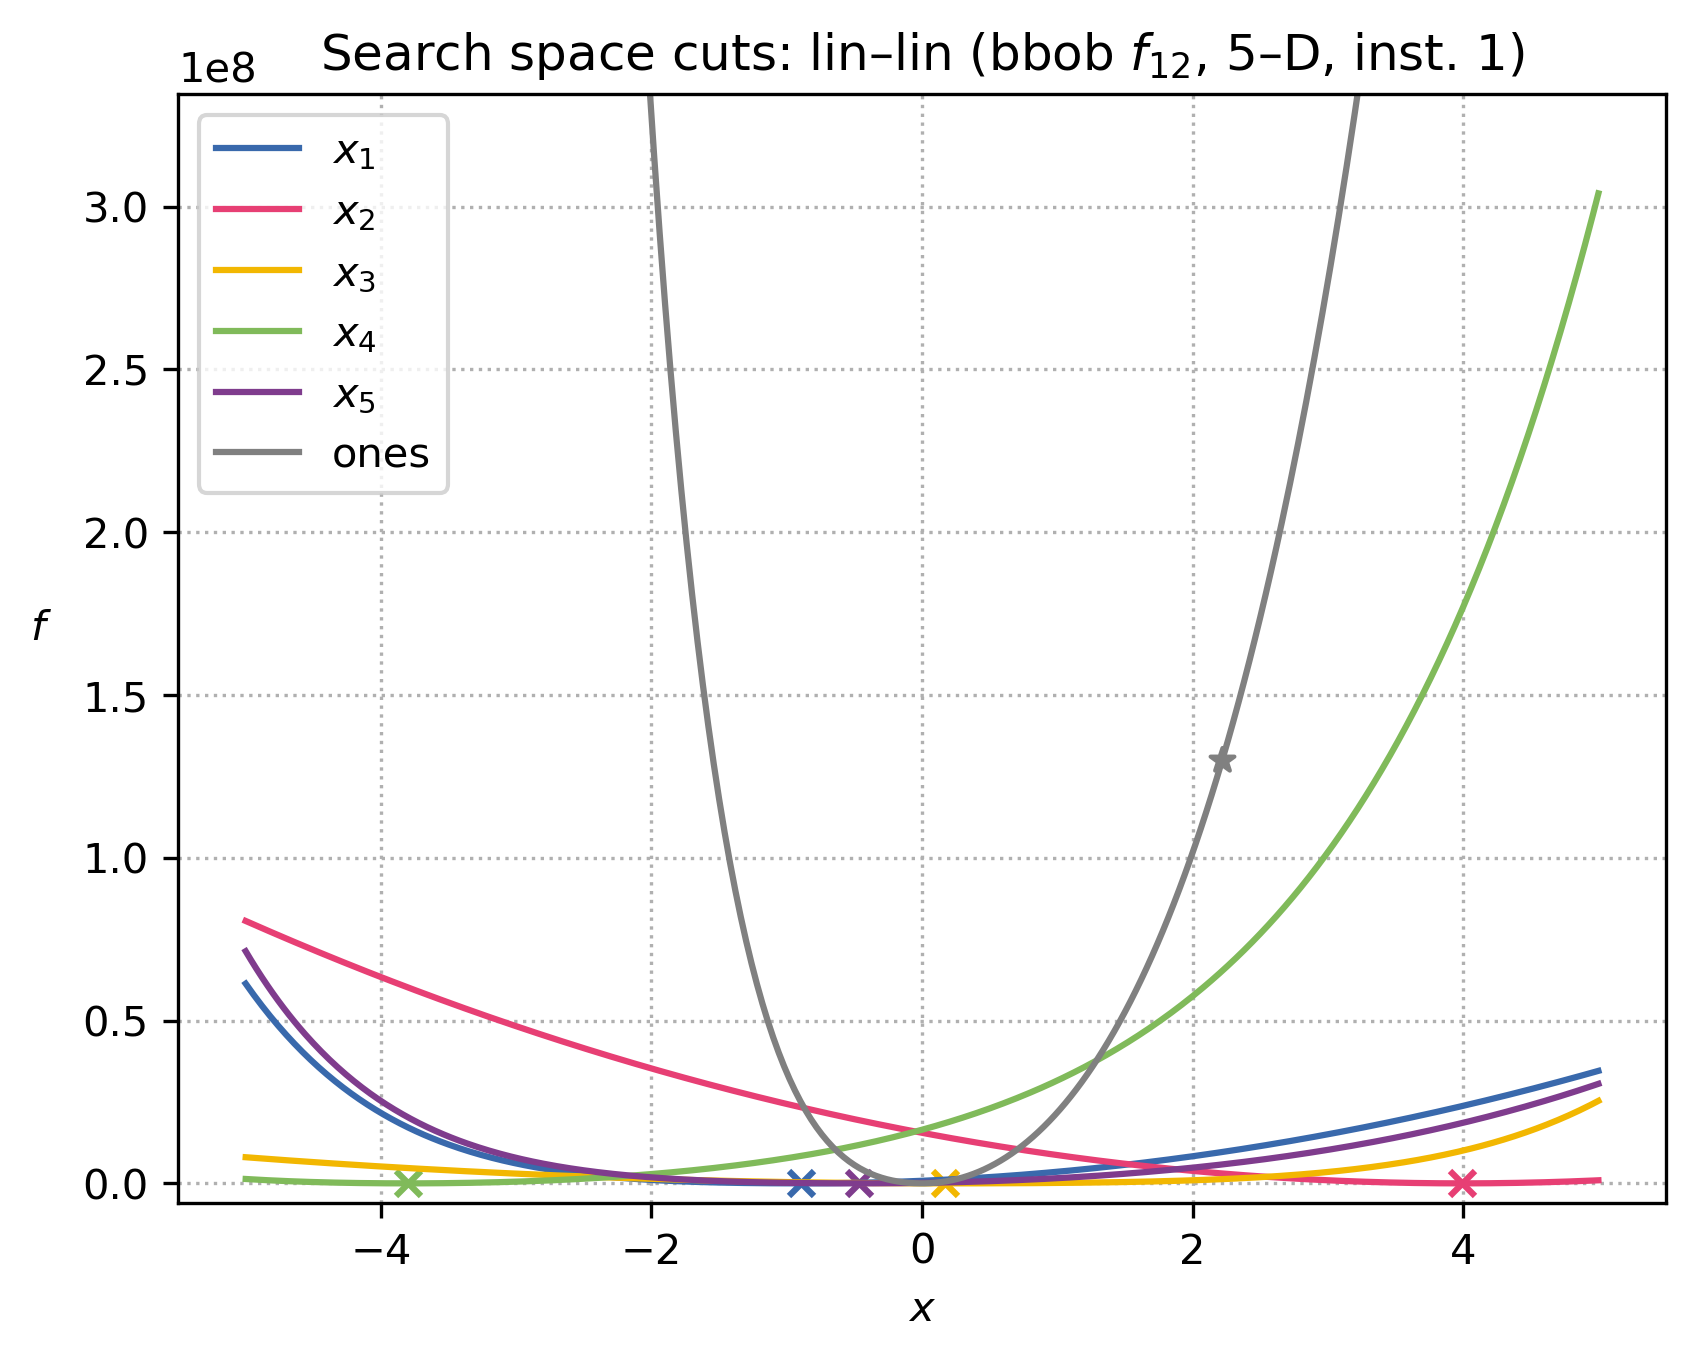 Search space cuts: lin–lin (bbob f12, 5–D, inst. 1)
1e8
x1
x2
x3
x4
x5
ones
3.0
2.5
2.0
1.5
1.0
0.5
0.0
f
−4 −2 0 2 4
x